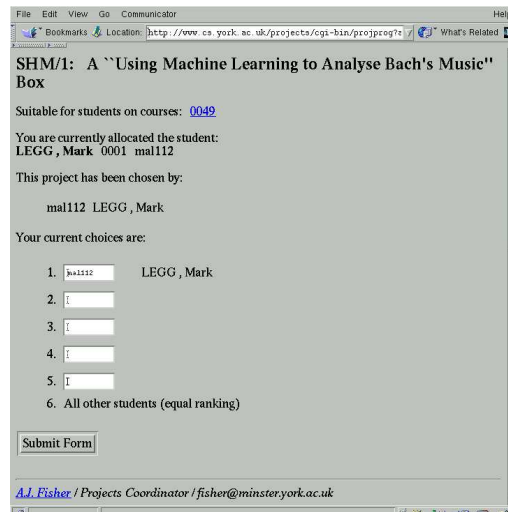 File Edit View Go Communicator Help
Bookmarks Location: http://www.cs.york.ac.uk/projects/cgi-bin/projprog?a What's Related
SHM/1: A ``Using Machine Learning to Analyse Bach's Music''
Box
Suitable for students on courses: 0049
You are currently allocated the student:
LEGG , Mark 0001 mal112
This project has been chosen by:
mal112 LEGG , Mark
Your current choices are:
1. mal112 LEGG , Mark
2.
3.
4.
5.
6. All other students (equal ranking)
Submit Form
A.J. Fisher / Projects Coordinator / fisher@minster.york.ac.uk